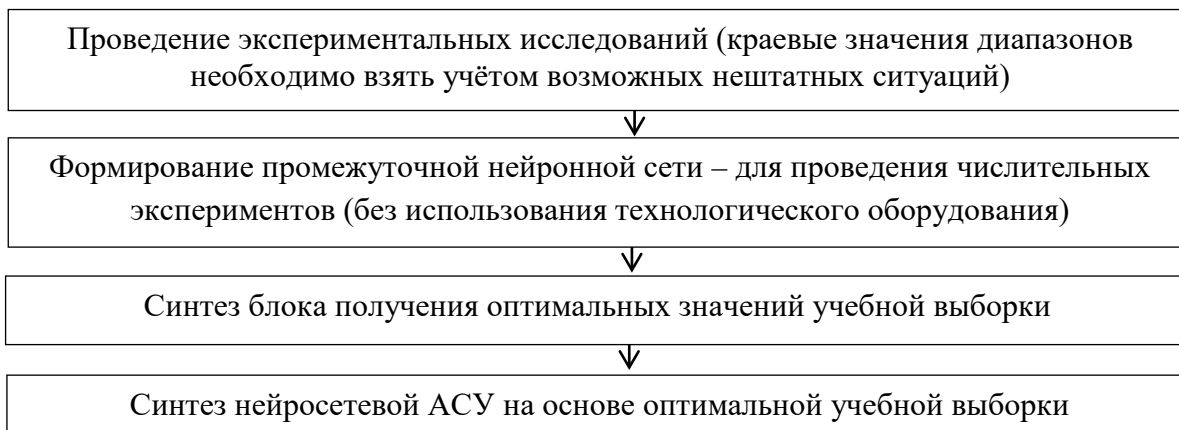 Проведение экспериментальных исследований (краевые значения диапазонов
необходимо взять учётом возможных нештатных ситуаций)
Формирование промежуточной нейронной сети – для проведения числительных
экспериментов (без использования технологического оборудования)
Синтез блока получения оптимальных значений учебной выборки
Синтез нейросетевой АСУ на основе оптимальной учебной выборки